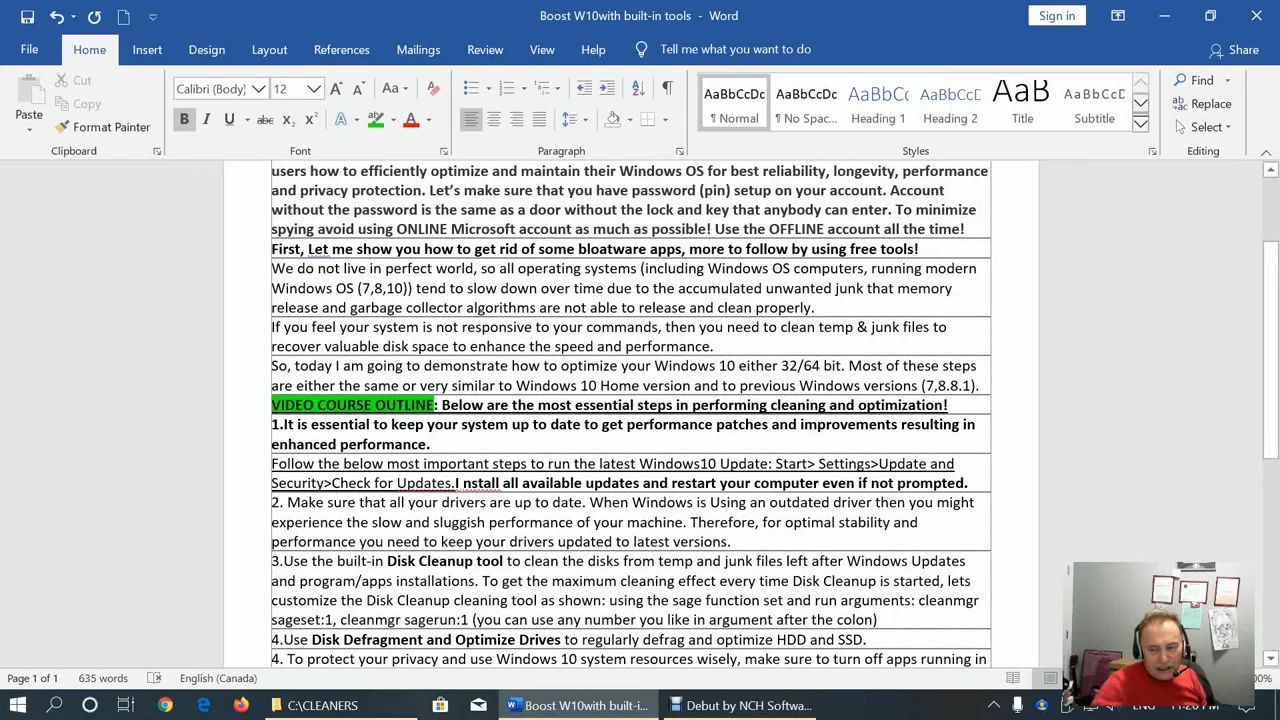 Boost W10with built-in tools - Word
Sign in
File Home Insert Design Layout References Mailings Review View Help Tell me what you want to do Share
Paste Cut Copy Format Painter
Calibri (Body) 12
AaBbCcDc AaBbCcDc AaBbCc AaBbCcD AaB AaBbCcD
¶ Normal ¶ No Spac... Heading 1 Heading 2 Title Subtitle
Find Replace Select
Clipboard Font Paragraph Styles Editing
users how to efficiently optimize and maintain their Windows OS for best reliability, longevity, performance
and privacy protection. Let's make sure that you have password (pin) setup on your account. Account
without the password is the same as a door without the lock and key that anybody can enter. To minimize
spying avoid using ONLINE Microsoft account as much as possible! Use the OFFLINE account all the time!
First, Let me show you how to get rid of some bloatware apps, more to follow by using free tools!
We do not live in perfect world, so all operating systems (including Windows OS computers, running modern
Windows OS (7,8,10)) tend to slow down over time due to the accumulated unwanted junk that memory
release and garbage collector algorithms are not able to release and clean properly.
If you feel your system is not responsive to your commands, then you need to clean temp & junk files to
recover valuable disk space to enhance the speed and performance.
So, today I am going to demonstrate how to optimize your Windows 10 either 32/64 bit. Most of these steps
are either the same or very similar to Windows 10 Home version and to previous Windows versions (7,8.8.1).
VIDEO COURSE OUTLINE: Below are the most essential steps in performing cleaning and optimization!
1.It is essential to keep your system up to date to get performance patches and improvements resulting in
enhanced performance.
Follow the below most important steps to run the latest Windows10 Update: Start> Settings>Update and
Security>Check for Updates.I nstall all available updates and restart your computer even if not prompted.
2. Make sure that all your drivers are up to date. When Windows is Using an outdated driver then you might
experience the slow and sluggish performance of your machine. Therefore, for optimal stability and
performance you need to keep your drivers updated to latest versions.
3.Use the built-in Disk Cleanup tool to clean the disks from temp and junk files left after Windows Updates
and program/apps installations. To get the maximum cleaning effect every time Disk Cleanup is started, lets
customize the Disk Cleanup cleaning tool as shown: using the sage function set and run arguments: cleanmgr
sageset:1, cleanmgr sagerun:1 (you can use any number you like in argument after the colon)
4.Use Disk Defragment and Optimize Drives to regularly defrag and optimize HDD and SSD.
4. To protect your privacy and use Windows 10 system resources wisely, make sure to turn off apps running in
Page 1 of 1 635 words English (Canada)
C:\CLEANERS Boost W10with built-i... Debut by NCH Softwa...